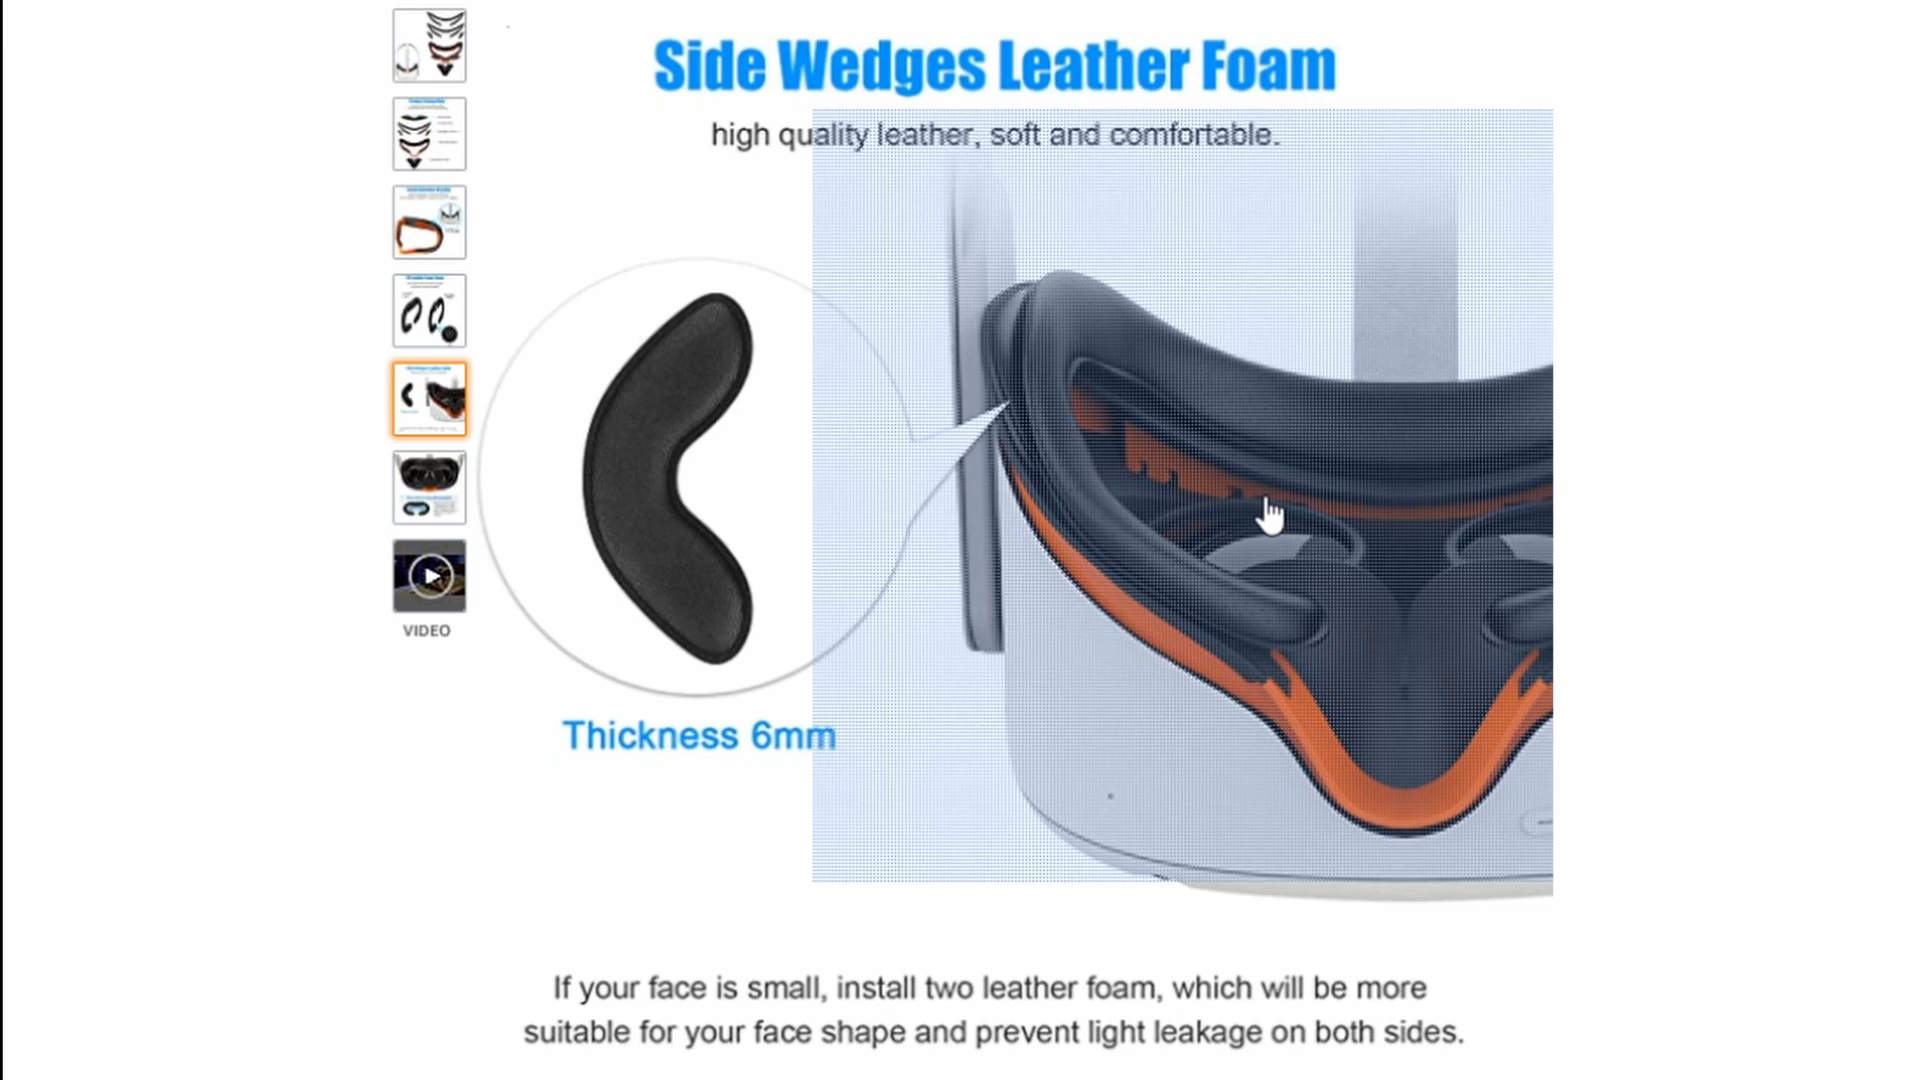 Side Wedges Leather Foam
high quality leather, soft and comfortable.
Thickness 6mm
VIDEO
If your face is small, install two leather foam, which will be more
suitable for your face shape and prevent light leakage on both sides.